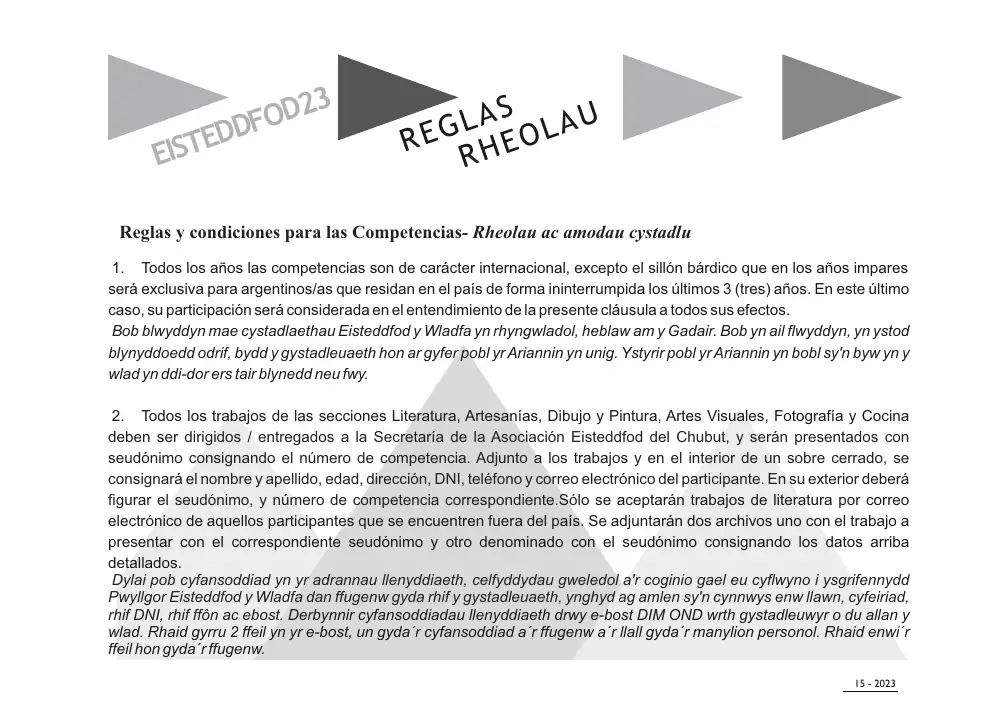 EISTEDDFOD23
REGLAS
RHEOLAU
Reglas y condiciones para las Competencias- Rheolau ac amodau cystadlu
1. Todos los años las competencias son de carácter internacional, excepto el sillón bárdico que en los años impares
será exclusiva para argentinos/as que residan en el país de forma ininterrumpida los últimos 3 (tres) años. En este último
caso, su participación será considerada en el entendimiento de la presente cláusula a todos sus efectos.
Bob blwyddyn mae cystadlaethau Eisteddfod y Wladfa yn rhyngwladol, heblaw am y Gadair. Bob yn ail flwyddyn, yn ystod
blynyddoedd odrif, bydd y gystadleuaeth hon ar gyfer pobl yr Ariannin yn unig. Ystyrir pobl yr Ariannin yn bobl sy'n byw yn y
wlad yn ddi-dor ers tair blynedd neu fwy.
2. Todos los trabajos de las secciones Literatura, Artesanías, Dibujo y Pintura, Artes Visuales, Fotografía y Cocina
deben ser dirigidos / entregados a la Secretaría de la Asociación Eisteddfod del Chubut, y serán presentados con
seudónimo consignando el número de competencia. Adjunto a los trabajos y en el interior de un sobre cerrado, se
consignará el nombre y apellido, edad, dirección, DNI, teléfono y correo electrónico del participante. En su exterior deberá
figurar el seudónimo, y número de competencia correspondiente.Sólo se aceptarán trabajos de literatura por correo
electrónico de aquellos participantes que se encuentren fuera del país. Se adjuntarán dos archivos uno con el trabajo a
presentar con el correspondiente seudónimo y otro denominado con el seudónimo consignando los datos arriba
detallados.
Dylai pob cyfansoddiad yn yr adrannau llenyddiaeth, celfyddydau gweledol a'r coginio gael eu cyflwyno i ysgrifennydd
Pwyllgor Eisteddfod y Wladfa dan ffugenw gyda rhif y gystadleuaeth, ynghyd ag amlen sy'n cynnwys enw llawn, cyfeiriad,
rhif DNI, rhif ffôn ac ebost. Derbynnir cyfansoddiadau llenyddiaeth drwy e-bost DIM OND wrth gystadleuwyr o du allan y
wlad. Rhaid gyrru 2 ffeil yn yr e-bost, un gyda´r cyfansoddiad a´r ffugenw a´r llall gyda´r manylion personol. Rhaid enwi´r
ffeil hon gyda´r ffugenw.
15 - 2023